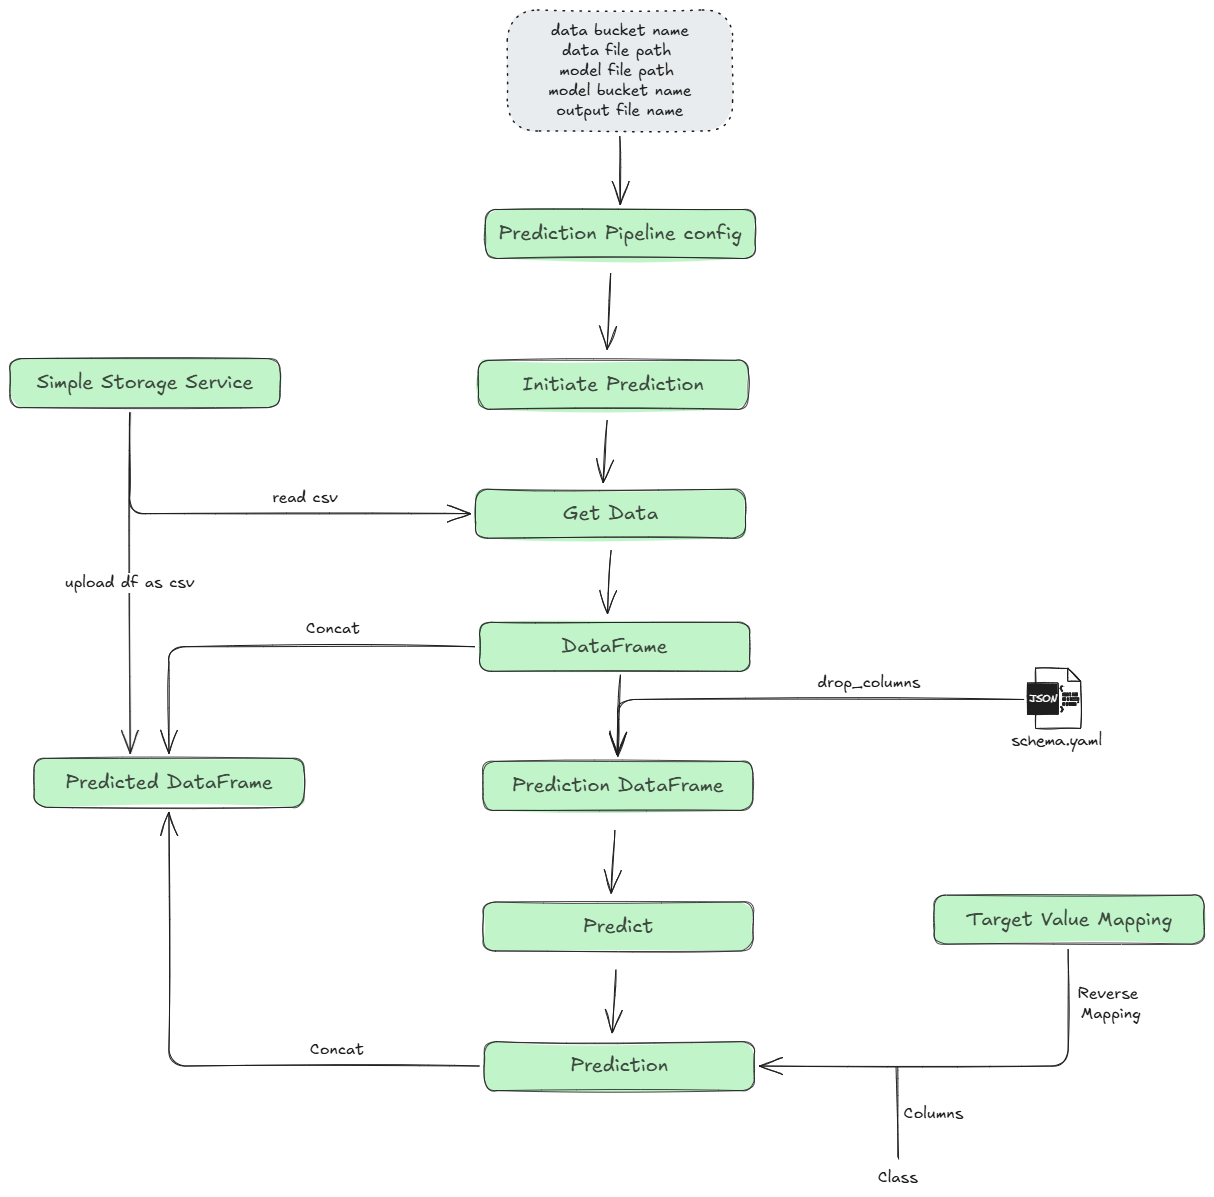 data bucket name
data file path
model file path
model bucket name
output file name
Prediction Pipeline config
Simple Storage Service
Initiate Prediction
read csv
Get Data
upload df as csv
Concat
DataFrame
drop_columns
JSON
schema.yaml
Predicted DataFrame
Prediction DataFrame
Predict
Target Value Mapping
Reverse
Mapping
Concat
Prediction
Columns
Class